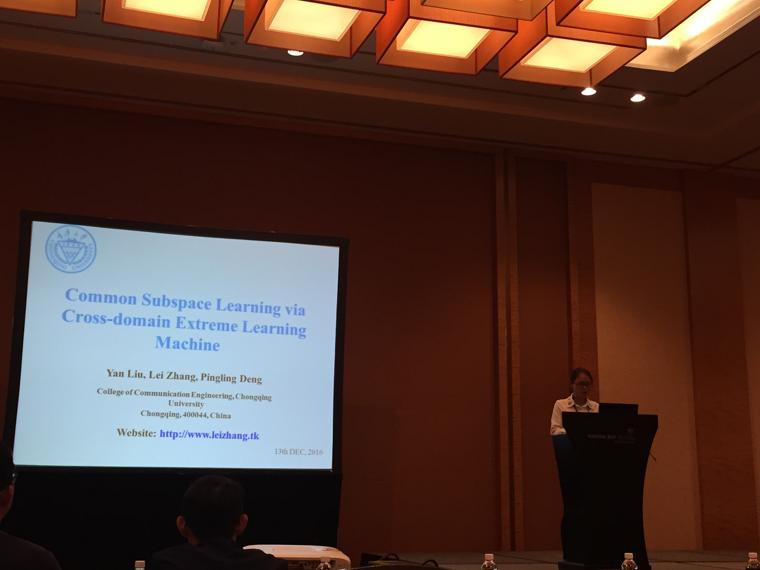 Common Subspace Learning via
Cross-domain Extreme Learning
Machine
Yan Liu, Lei Zhang, Pingling Deng
College of Communication Engineering, Chongqing
University
Chongqing, 400044, China
Website: http://www.leizhang.tk
13th DEC, 2016